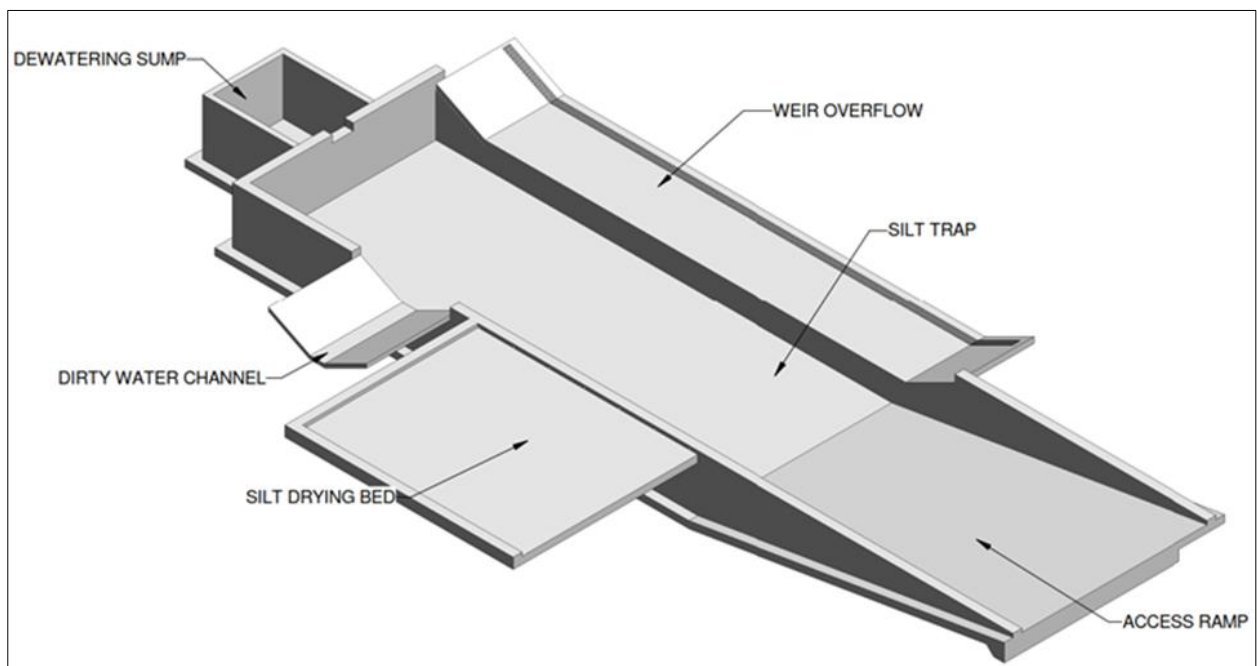 DEWATERING SUMP
WEIR OVERFLOW
SILT TRAP
DIRTY WATER CHANNEL
SILT DRYING BED
ACCESS RAMP